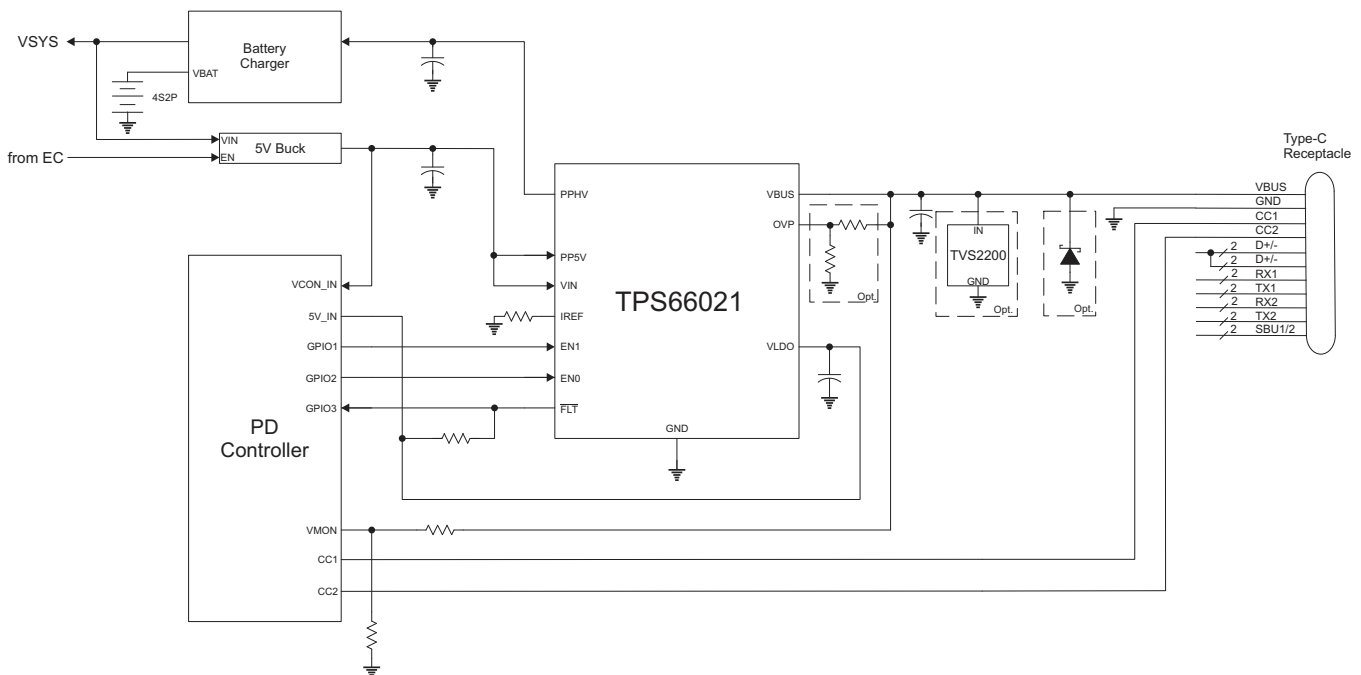 VSYS
Battery
Charger
VBAT
4S2P
VIN
5V Buck
from EC
EN
Type-C
Receptacle
PPHV
VBUS
VBUS
GND
OVP
IN
CC1
CC2
TVS2200
2 D+/-
PP5V
2 D+/-
GND
2 RX1
VCON_IN
VIN
2 TX1
Opt.
Opt.
Opt.
TPS66021
2 RX2
5V_IN
IREF
2 TX2
2 SBU1/2
GPIO1
EN1
VLDO
GPIO2
EN0
GPIO3
FLT
PD
Controller
GND
VMON
CC1
CC2